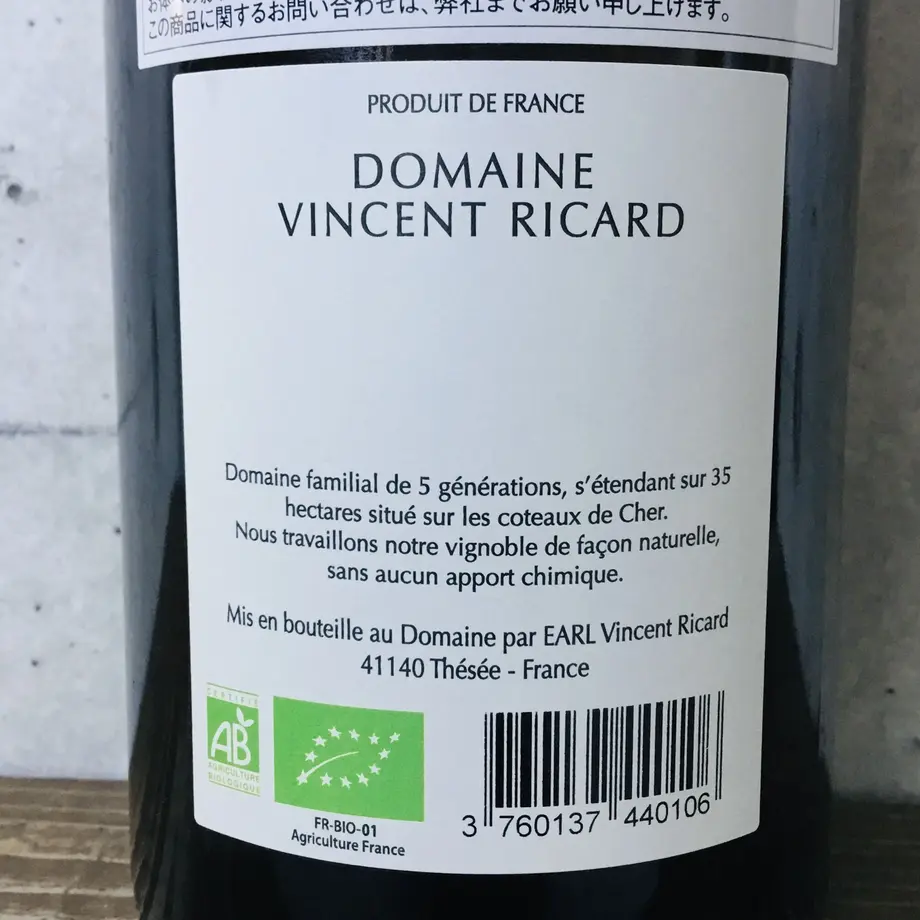 この商品に関するお問い合わせは、弊社までお願い申し上げます。
PRODUIT DE FRANCE
DOMAINE
VINCENT RICARD
Domaine familial de 5 générations, s'étendant sur 35
hectares situé sur les coteaux de Cher.
Nous travaillons notre vignoble de façon naturelle,
sans aucun apport chimique.
Mis en bouteille au Domaine par EARL Vincent Ricard
41140 Thésée - France
CERTIFIÉ
AB
AGRICULTURE
BIOLOGIQUE
FR-BIO-01
Agriculture France
3 760137 440106